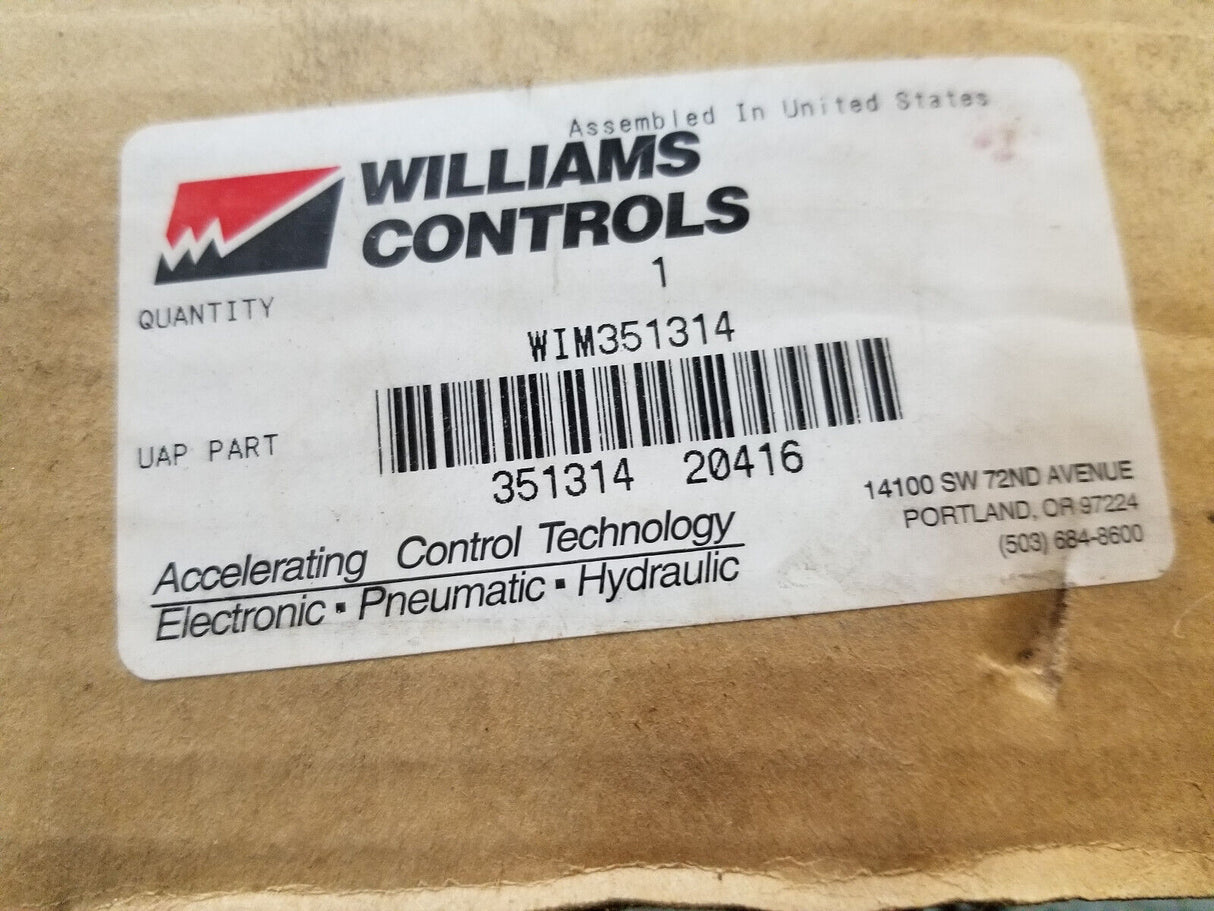 Assembled In United States
WILLIAMS
CONTROLS
QUANTITY
1
WIM351314
UAP PART
351314 20416
Accelerating Control Technology
Electronic ▪ Pneumatic ▪ Hydraulic
14100 SW 72ND AVENUE
PORTLAND, OR 97224
(503) 684-8600